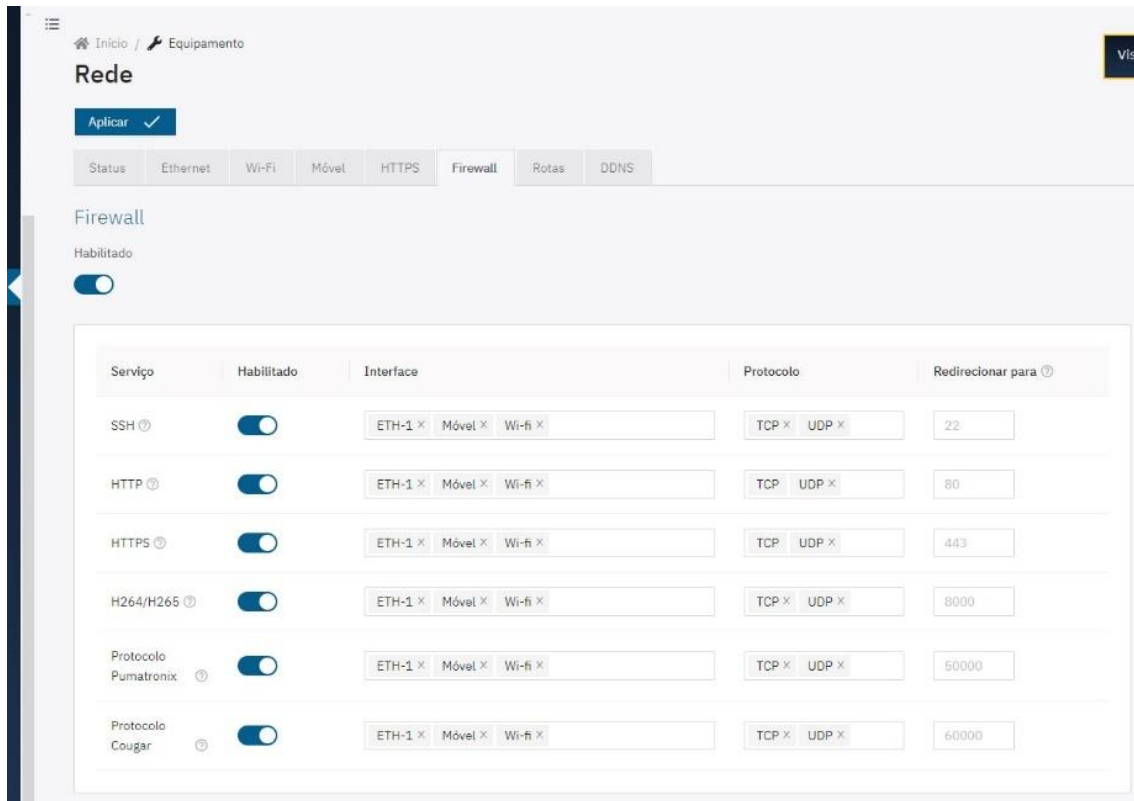 Início / Equipamento
Vis
Rede
Aplicar
Status Ethernet Wi-Fi Móvel HTTPS Firewall Rotas DDNS
Firewall
Habilitado
Serviço Habilitado Interface Protocolo Redirecionar para
SSH ETH-1 × Móvel × Wi-fi × TCP × UDP × 22
HTTP ETH-1 × Móvel × Wi-fi × TCP UDP × 80
HTTPS ETH-1 × Móvel × Wi-fi × TCP UDP × 443
H264/H265 ETH-1 × Móvel × Wi-fi × TCP × UDP × 8000
Protocolo
Pumatronix ETH-1 × Móvel × Wi-fi × TCP × UDP × 50000
Protocolo
Cougar ETH-1 × Móvel × Wi-fi × TCP × UDP × 60000